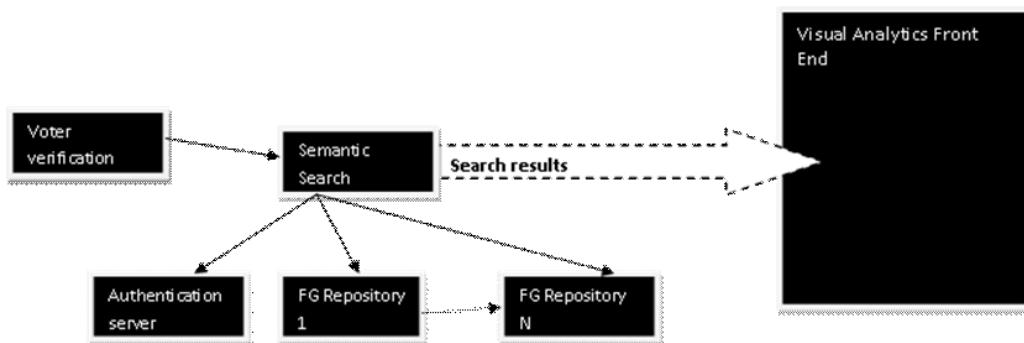 Visual Analytics Front
End
Voter
verification
Semantic
Search
Search results
Authentication
server
FG Repository
1
FG Repository
N